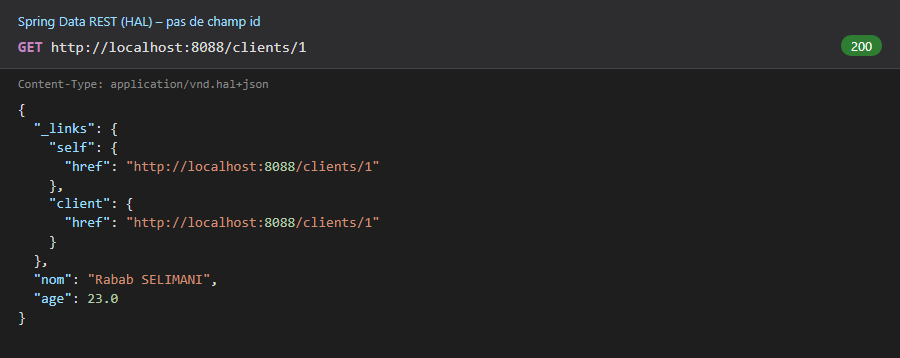 Spring Data REST (HAL) – pas de champ id
GET http://localhost:8088/clients/1
200
Content-Type: application/vnd.hal+json
{
  "_links": {
    "self": {
      "href": "http://localhost:8088/clients/1"
    },
    "client": {
      "href": "http://localhost:8088/clients/1"
    }
  },
  "nom": "Rabab SELIMANI",
  "age": 23.0
}